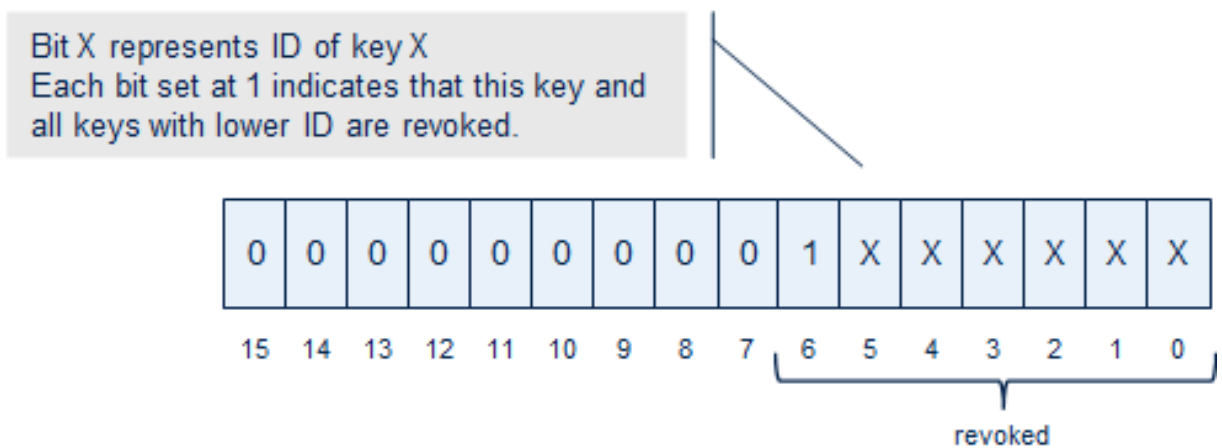 Bit X represents ID of key X
Each bit set at 1 indicates that this key and
all keys with lower ID are revoked.
0 0 0 0 0 0 0 0 0 1 X X X X X X
15 14 13 12 11 10 9 8 7 6 5 4 3 2 1 0
revoked